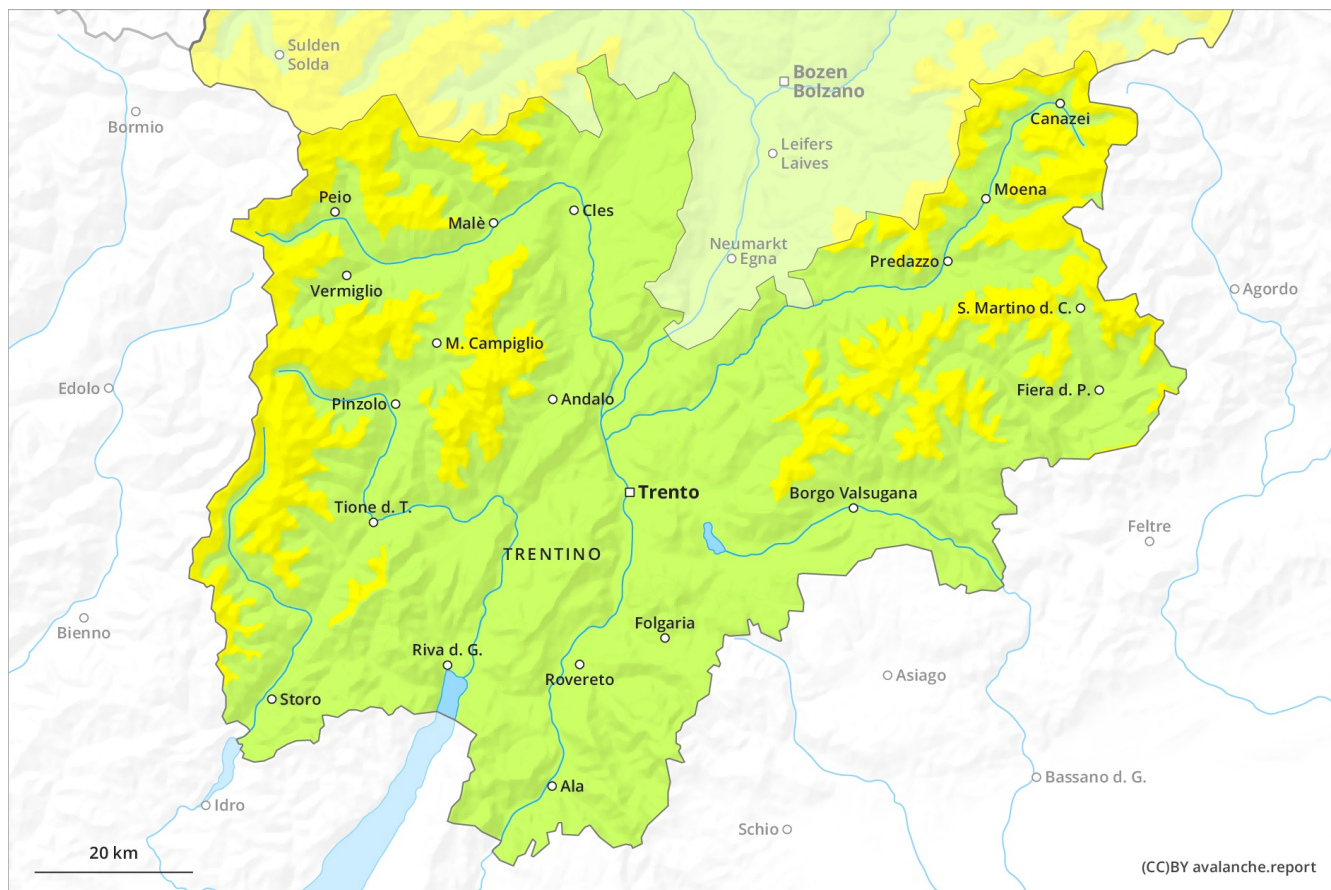 Sulden
Solda
Bozen
Bolzano
Bormio
Canazei
Leifers
Laives
Peio
Moena
Malè
Cles
Neumarkt
Egna
Predazzo
Vermiglio
Agordo
S. Martino d. C.
M. Campiglio
Edolo
Fiera d. P.
Pinzolo
Andalo
Trento
Borgo Valsugana
Tione d. T.
Feltre
TRENTINO
Bienno
Folgaria
Riva d. G.
Rovereto
Asiago
Storo
Bassano d. G.
Ala
Idro
Schio
20 km
(CC)BY avalanche.report